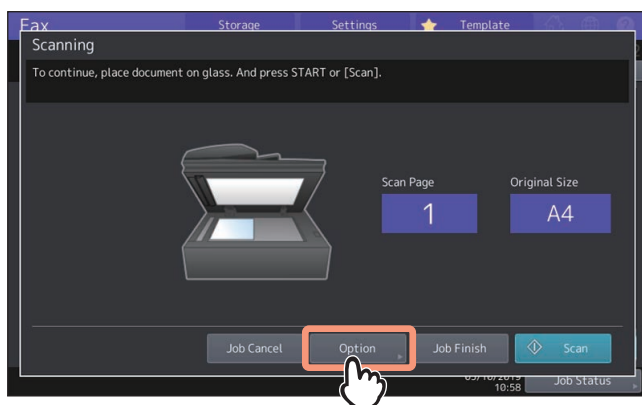 Fax
Storage
Settings
Template
Scanning
To continue, place document on glass. And press START or [Scan].
Scan Page
Original Size
1
A4
Job Cancel
Option
Job Finish
Scan
10:58
Job Status